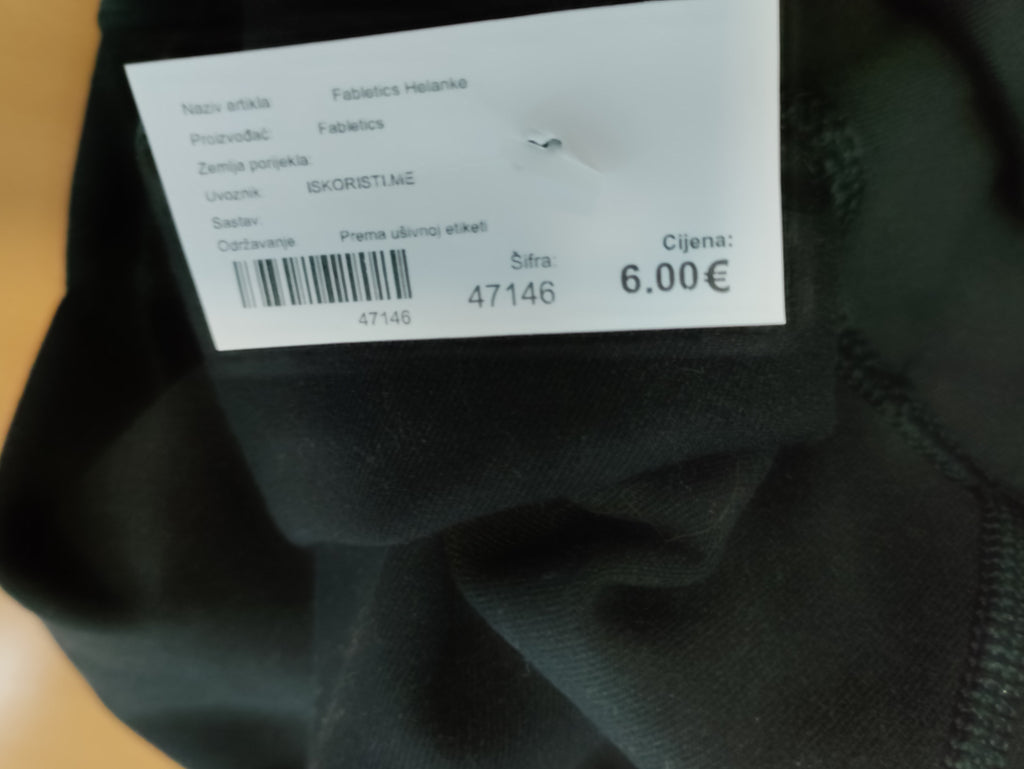 Naziv artikla: Fabletics Helanke
Proizvođač: Fabletics
Zemlja porijekla:
Uvoznik: ISKORISTI.ME
Sastav:
Održavanje Prema ušivnoj etiketi
47146
Šifra:
47146
Cijena:
6.00€